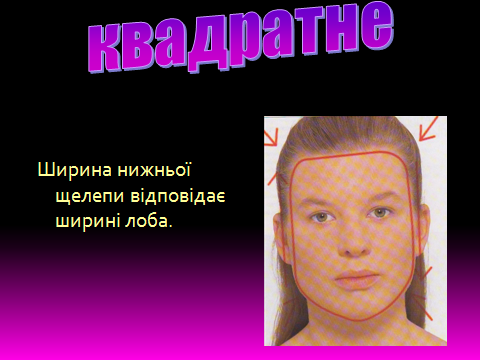 квадратне
Ширина нижньої
щелепи відповідає
ширині лоба.